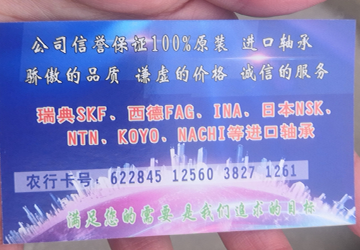 公司信誉保证100%原装 进口轴承
骄傲的品质 谦虚的价格 诚信的服务
瑞典SKF、西德FAG、INA、日本NSK、
NTN、KOYO、NACHI等进口轴承
农行卡号: 622845 12560 3827 1261
满足您的需要 是我们追求的目标